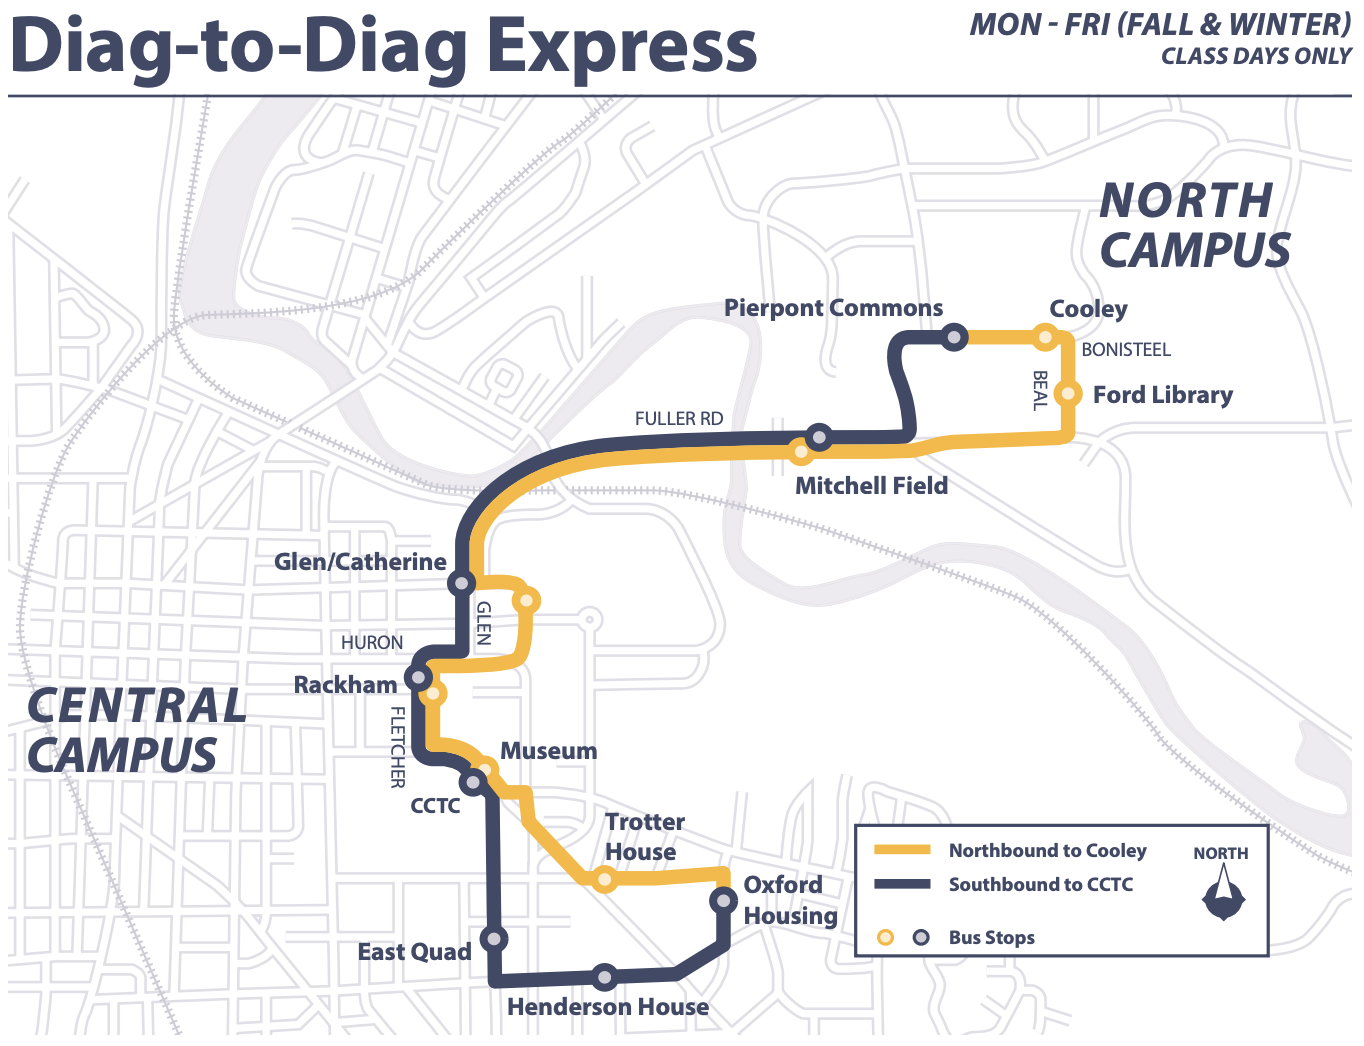 Diag-to-Diag Express
MON - FRI (FALL & WINTER)
CLASS DAYS ONLY
NORTH
CAMPUS
Pierpont Commons
Cooley
BONISTEEL
BEAL
Ford Library
FULLER RD
Mitchell Field
Glen/Catherine
GLEN
HURON
Rackham
CENTRAL
CAMPUS
FLETCHER
Museum
CCTC
Trotter
House
Oxford
Housing
East Quad
Henderson House
Northbound to Cooley
Southbound to CCTC
Bus Stops
NORTH